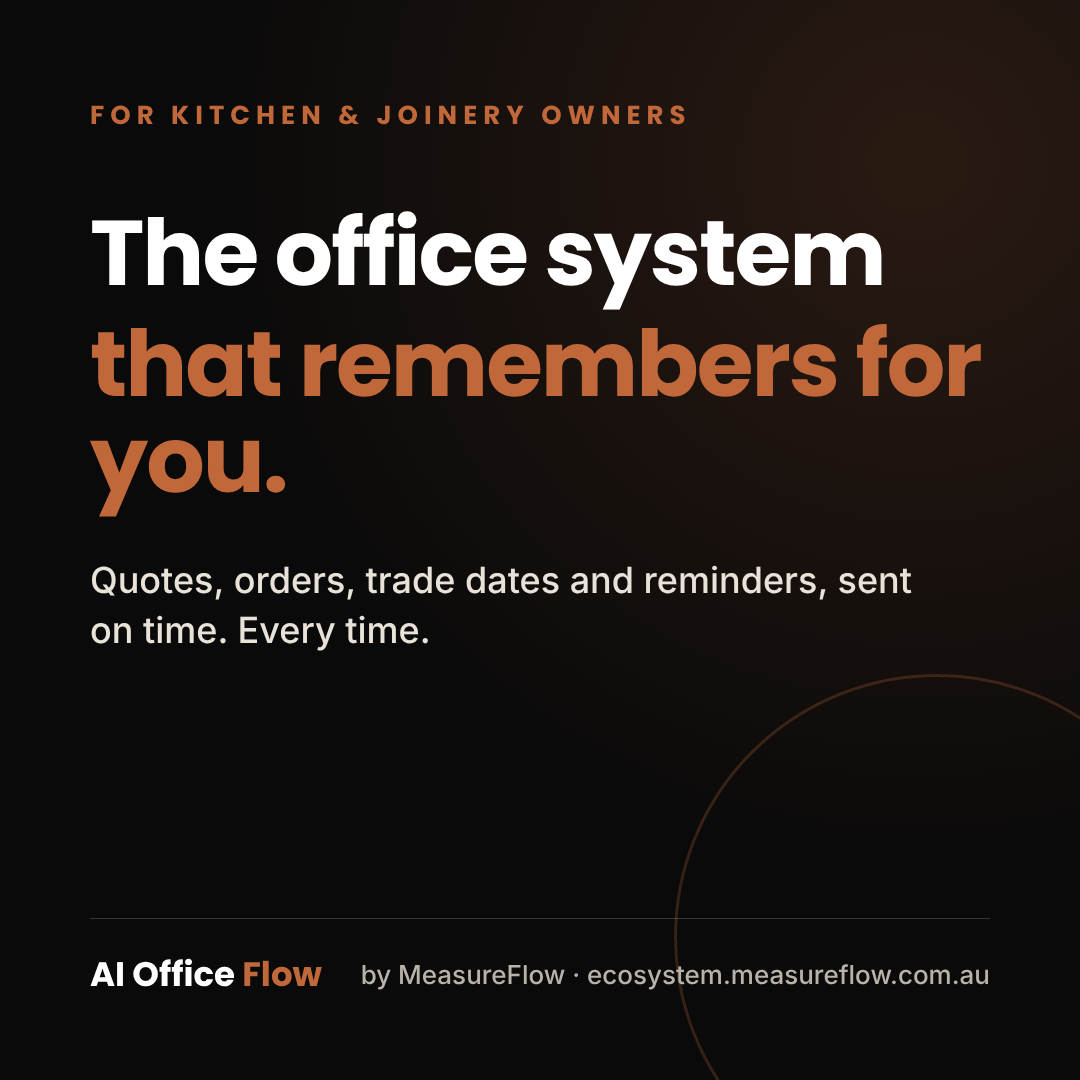 FOR KITCHEN & JOINERY OWNERS
The office system
that remembers for
you.
Quotes, orders, trade dates and reminders, sent
on time. Every time.
AI Office Flow by MeasureFlow · ecosystem.measureflow.com.au